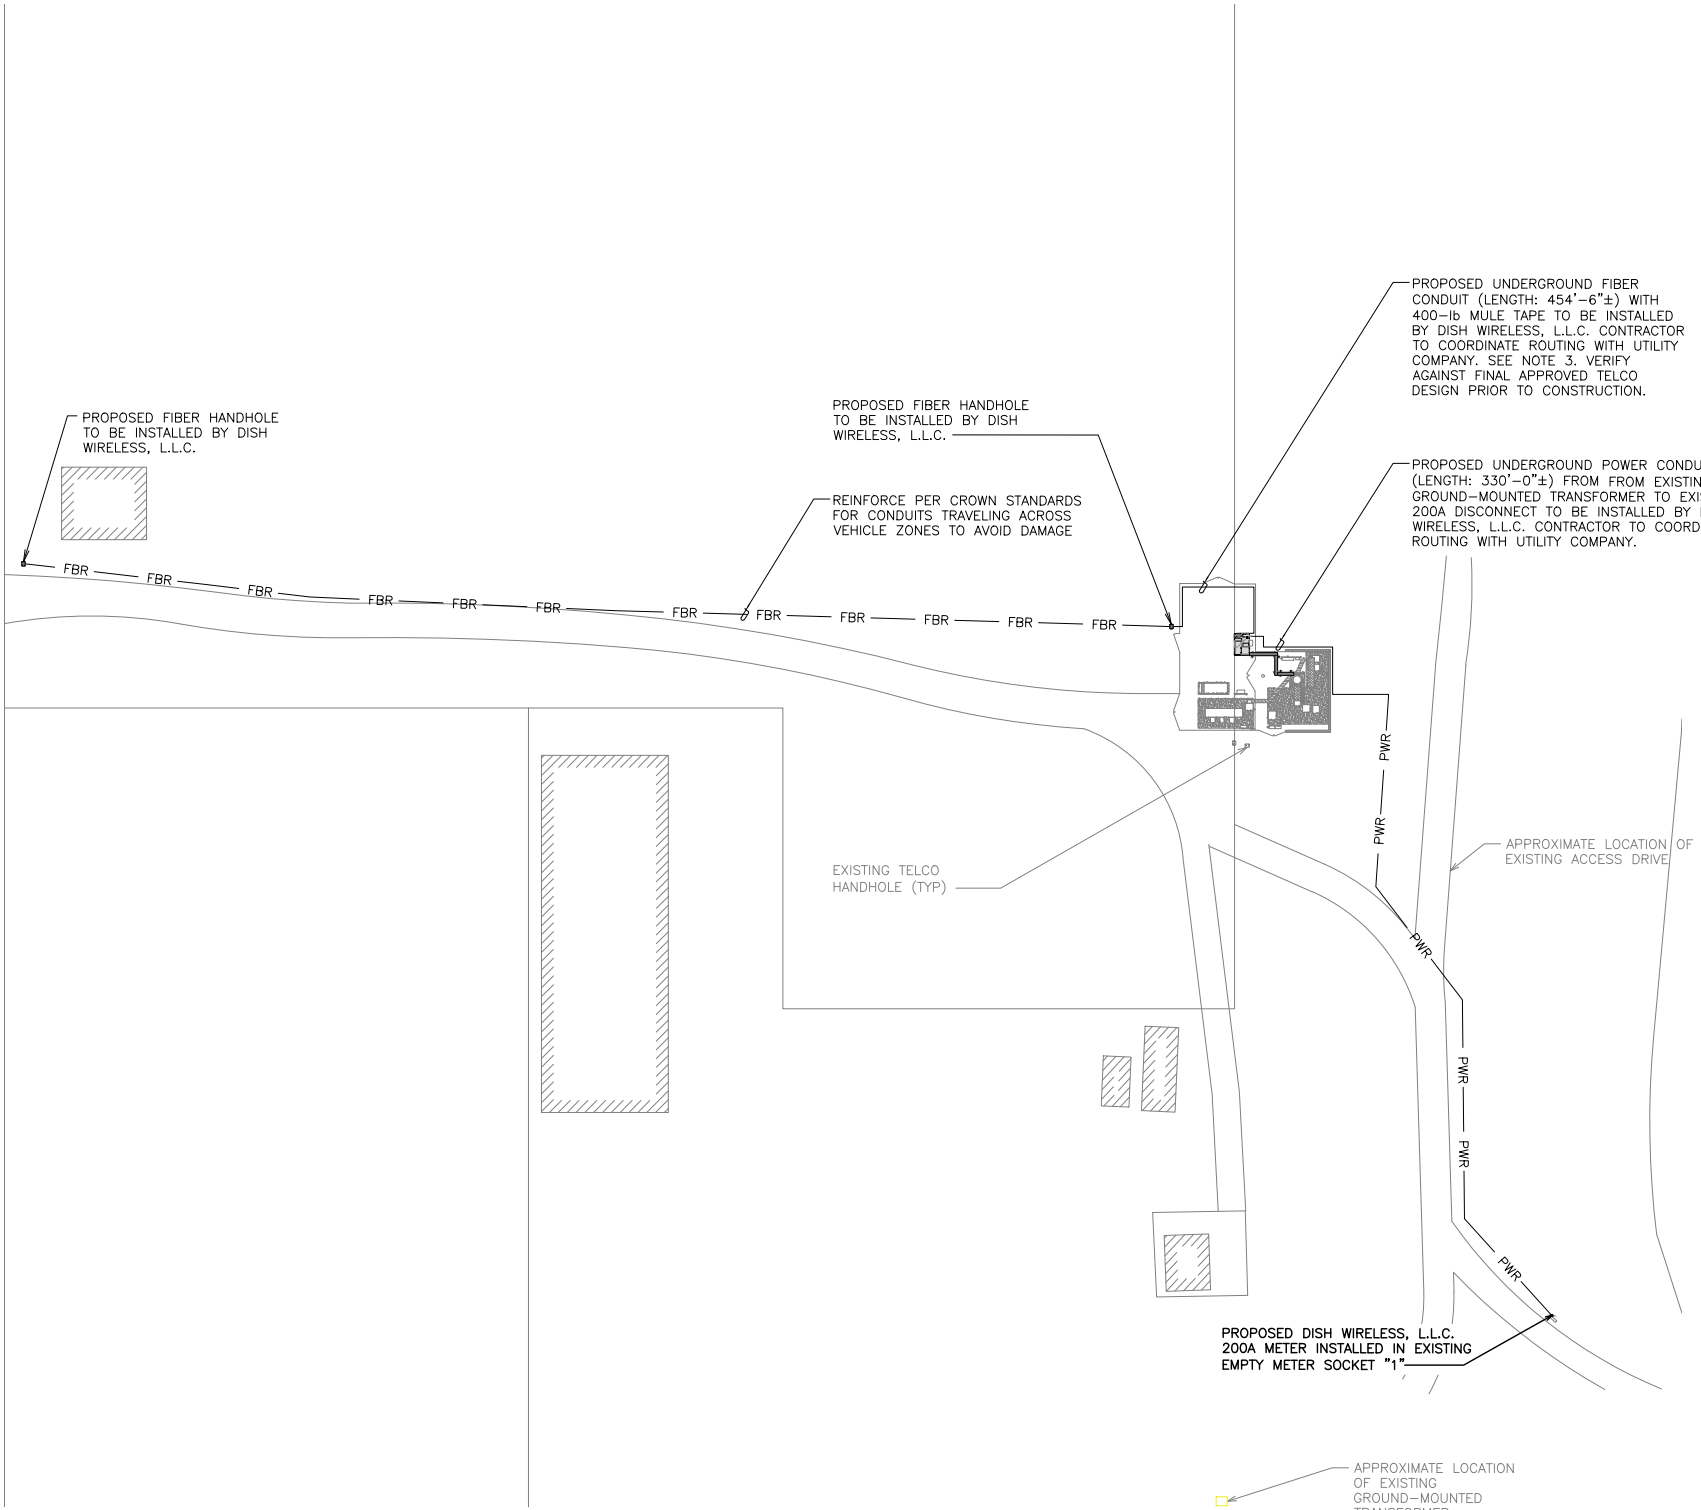 PROPOSED UNDERGROUND FIBER
CONDUIT (LENGTH: 454'-6"±) WITH
400-lb MULE TAPE TO BE INSTALLED
BY DISH WIRELESS, L.L.C. CONTRACTOR
TO COORDINATE ROUTING WITH UTILITY
COMPANY. SEE NOTE 3. VERIFY
AGAINST FINAL APPROVED TELCO
DESIGN PRIOR TO CONSTRUCTION.
PROPOSED FIBER HANDHOLE
TO BE INSTALLED BY DISH
WIRELESS, L.L.C.
PROPOSED FIBER HANDHOLE
TO BE INSTALLED BY DISH
WIRELESS, L.L.C.
PROPOSED UNDERGROUND POWER
(LENGTH: 330'-0"±) FROM FROM
GROUND-MOUNTED TRANSFORMER TO
200A DISCONNECT TO BE INSTALLED BY
WIRELESS, L.L.C. CONTRACTOR TO
ROUTING WITH UTILITY COMPANY.
REINFORCE PER CROWN STANDARDS
FOR CONDUITS TRAVELING ACROSS
VEHICLE ZONES TO AVOID DAMAGE
FBR
FBR
FBR
FBR
FBR
FBR
FBR
FBR
FBR
FBR
FBR
FBR
PWR
PWR
APPROXIMATE LOCATION OF
EXISTING ACCESS DRIVE
EXISTING TELCO
HANDHOLE (TYP)
PWR
PWR
PWR
PWR
PROPOSED DISH WIRELESS, L.L.C.
200A METER INSTALLED IN EXISTING
EMPTY METER SOCKET "1"
APPROXIMATE LOCATION
OF EXISTING
GROUND-MOUNTED